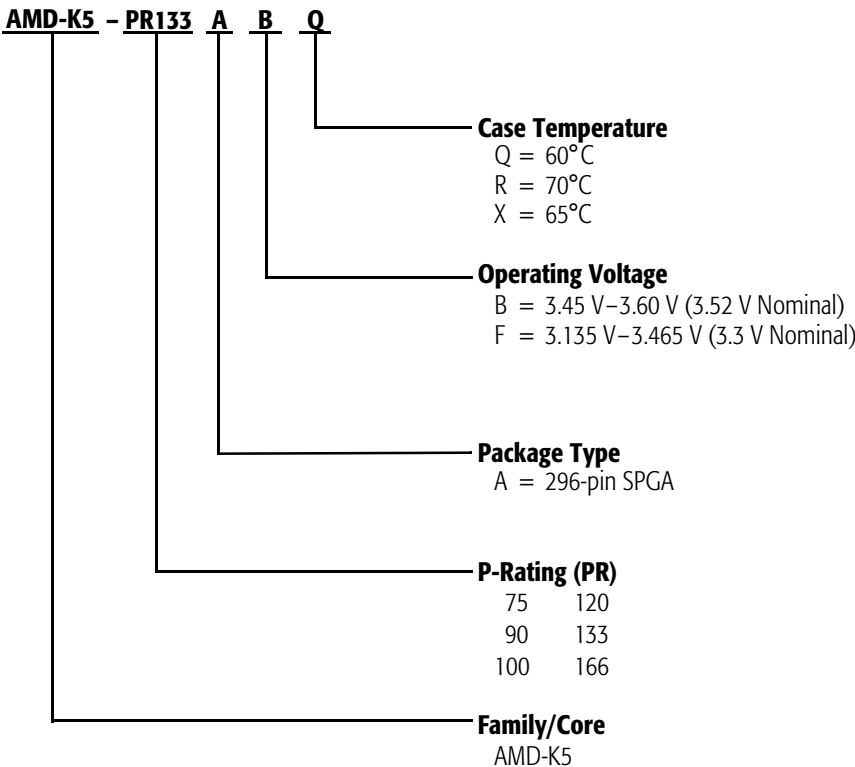 AMD-K5 – PR133 A B Q
Case Temperature
Q = 60°C
R = 70°C
X = 65°C
Operating Voltage
B = 3.45 V–3.60 V (3.52 V Nominal)
F = 3.135 V–3.465 V (3.3 V Nominal)
Package Type
A = 296-pin SPGA
P-Rating (PR)
75 120
90 133
100 166
Family/Core
AMD-K5